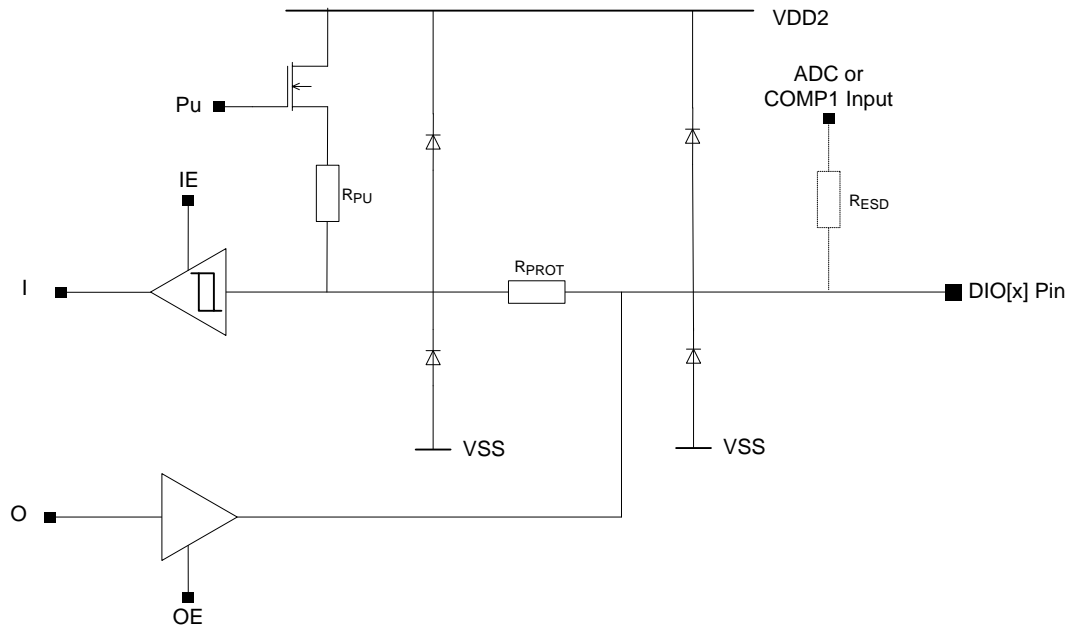 VDD2
ADC or
COMP1 Input
Pu
IE
RPU
RESD
RPROT
I
DIO[x] Pin
VSS
VSS
O
OE